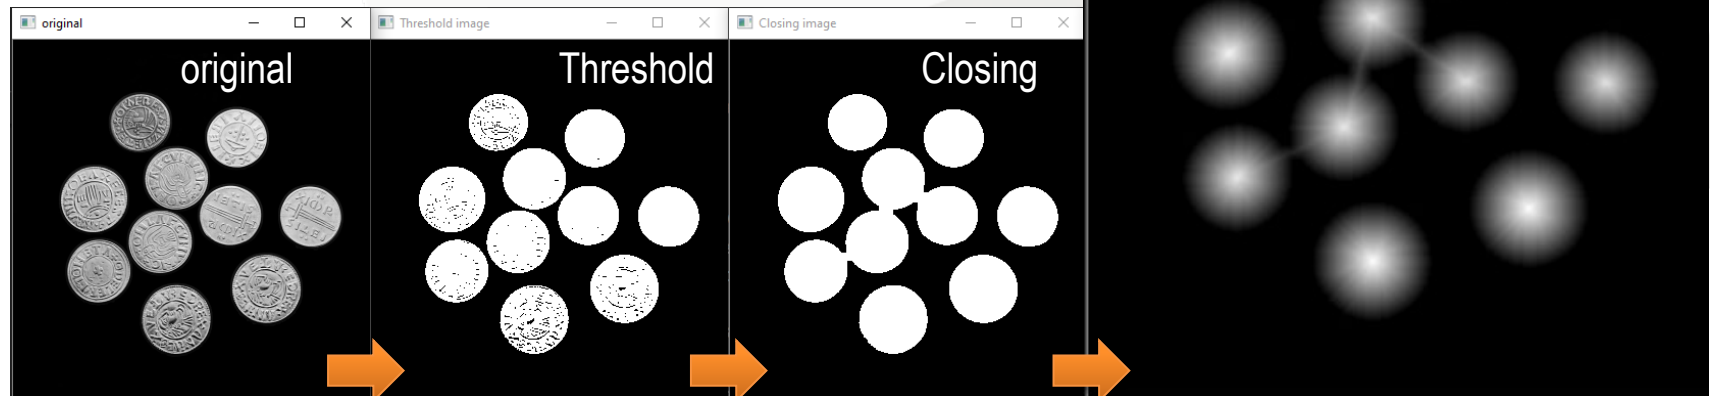 original
Threshold image
Closing image
original
Threshold
Closing